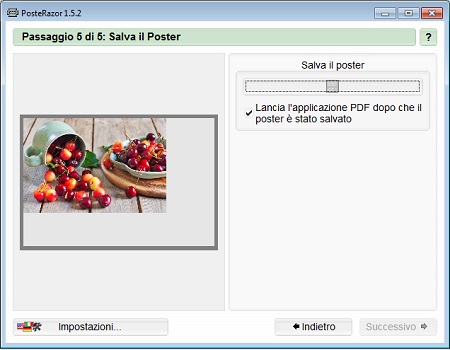 PosteRazor 1.5.2
Passaggio 5 di 5: Salva il Poster
?
Salva il poster
Lancia l'applicazione PDF dopo che il
poster è stato salvato
Impostazioni...
Indietro
Successivo